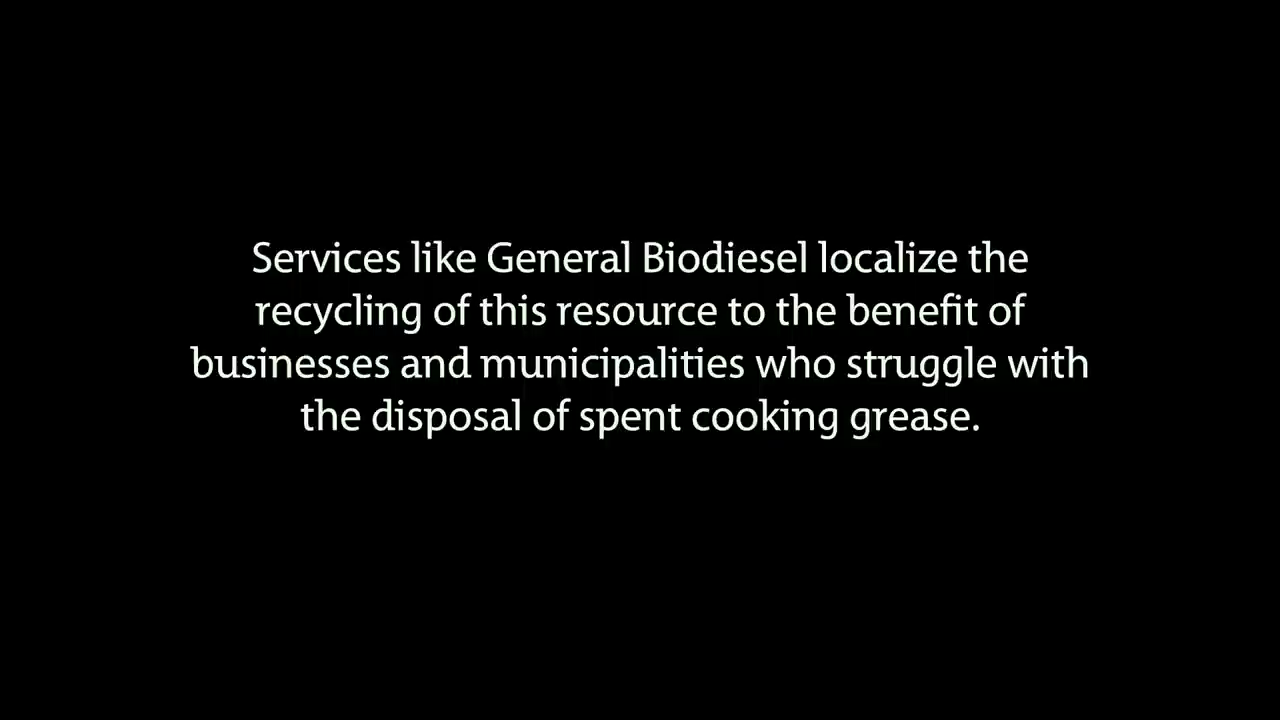 Services like General Biodiesel localize the
recycling of this resource to the benefit of
businesses and municipalities who struggle with
the disposal of spent cooking grease.